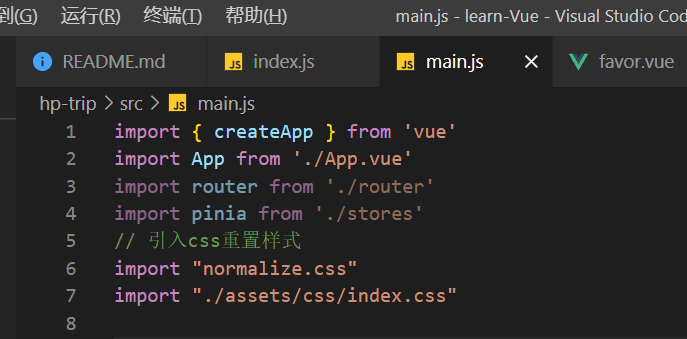 到(G) 运行(R) 终端(T) 帮助(H) main.js - learn-Vue - Visual Studio Cod
README.md JS index.js JS main.js × favor.vue
hp-trip > src > JS main.js
1 import { createApp } from 'vue'
2 import App from './App.vue'
3 import router from './router'
4 import pinia from './stores'
5 // 引入css重置样式
6 import "normalize.css"
7 import "./assets/css/index.css"
8